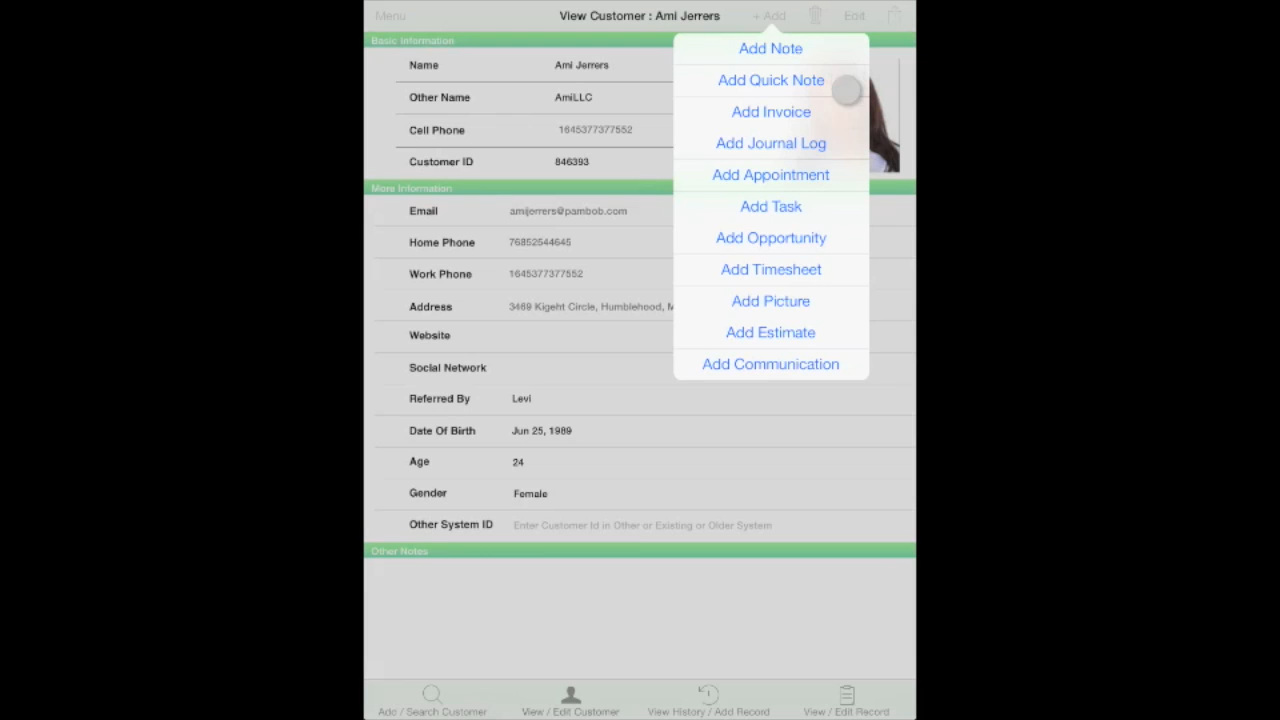 Menu
View Customer : Ami Jerrers
+ Add
Edit
Basic Information
Name Ami Jerrers
Other Name AmiLLC
Cell Phone 1645377377552
Customer ID 846393
More Information
Email amijerrers@pambob.com
Home Phone 76852544645
Work Phone 1645377377552
Address 3469 Kigeht Circle, Humblehood, M
Website
Social Network
Referred By Levi
Date Of Birth Jun 25, 1989
Age 24
Gender Female
Other System ID Enter Customer Id in Other or Existing or Older System
Other Notes
Add Note
Add Quick Note
Add Invoice
Add Journal Log
Add Appointment
Add Task
Add Opportunity
Add Timesheet
Add Picture
Add Estimate
Add Communication
Add / Search Customer
View / Edit Customer
View History / Add Record
View / Edit Record